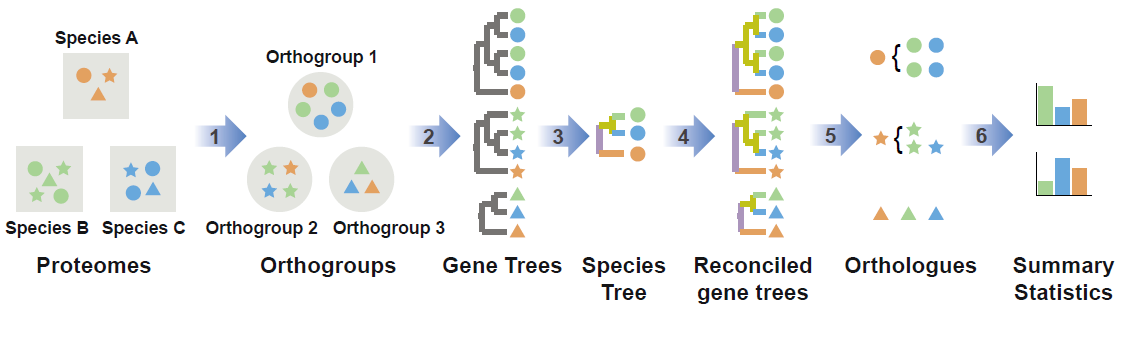 Species A
Species B
Species C
Proteomes
1
Orthogroup 1
Orthogroup 2
Orthogroup 3
Orthogroups
2
Gene Trees
3
Species
Tree
4
Reconciled
gene trees
5
{
{
Orthologues
6
Summary
Statistics